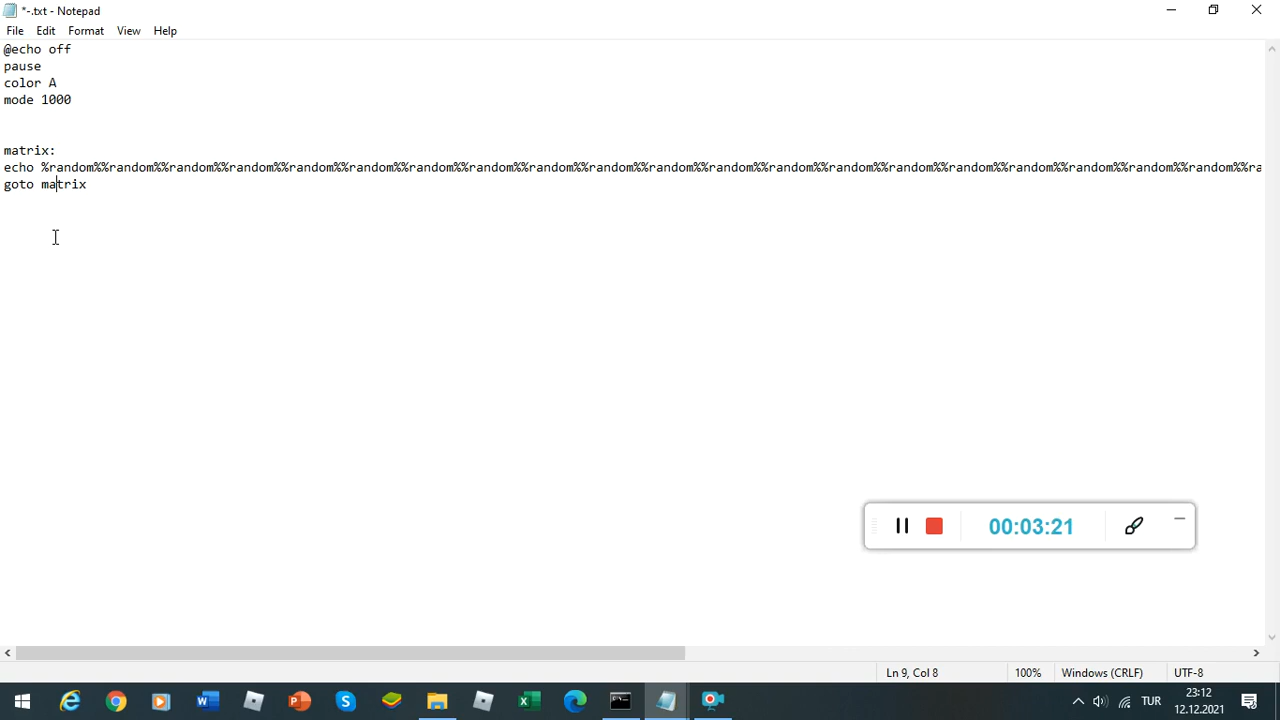 *-.txt - Notepad
File Edit Format View Help
@echo off
pause
color A
mode 1000
matrix:
echo %random%%random%%random%%random%%random%%random%%random%%random%%random%%random%%random%%random%%random%%random%%random%%random%%random%%random%%random%%random%%ra
goto matrix
00:03:21
Ln 9, Col 8 100% Windows (CRLF) UTF-8
TUR
23:12
12.12.2021